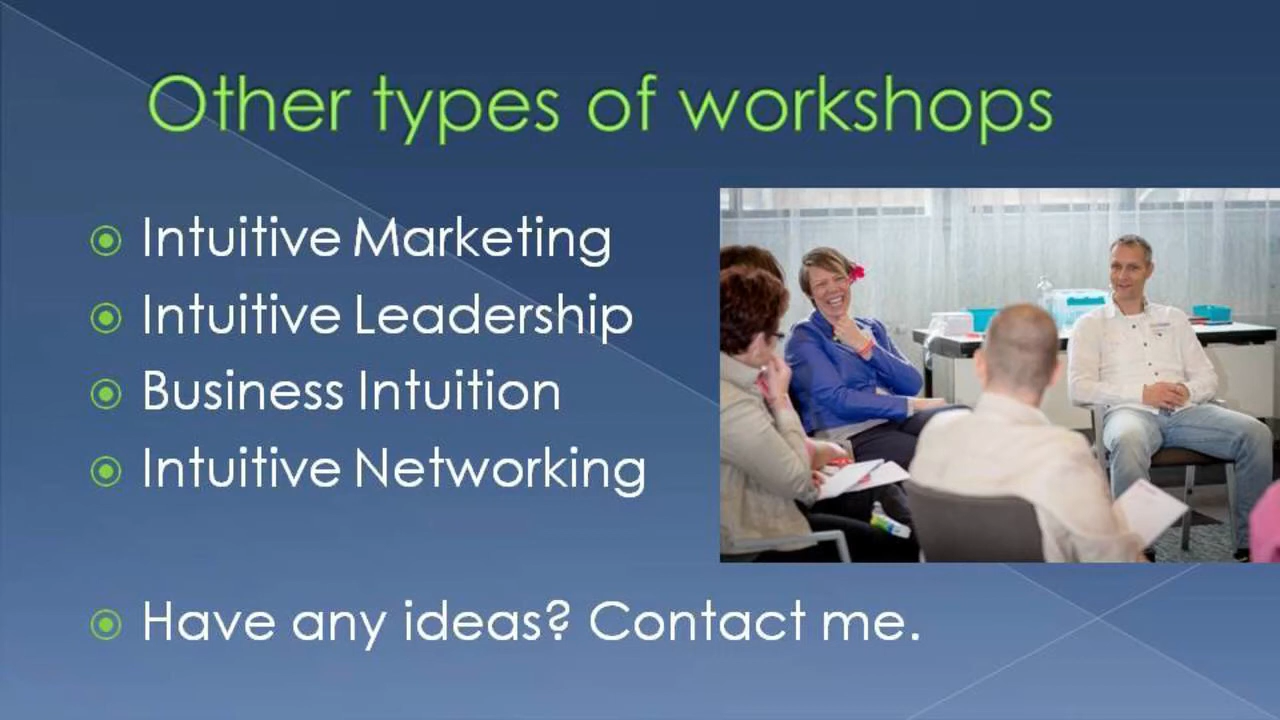 Other types of workshops
Intuitive Marketing
Intuitive Leadership
Business Intuition
Intuitive Networking
Have any ideas? Contact me.